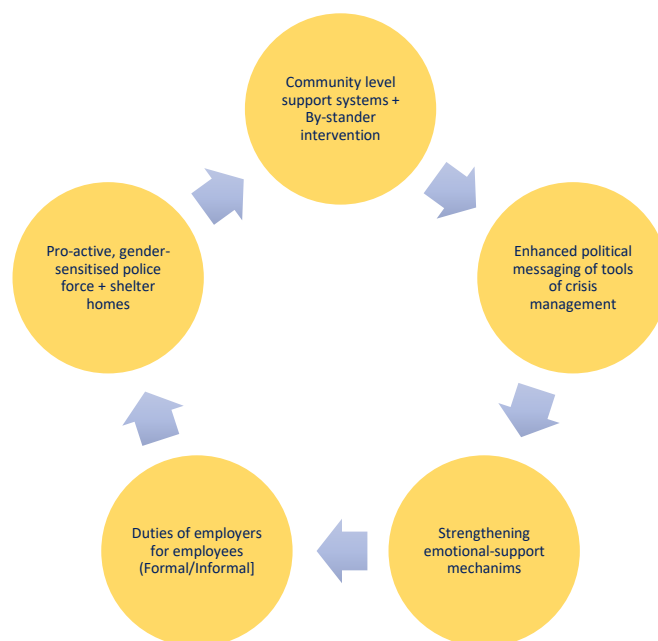 Community level
support systems +
By-stander
intervention
Enhanced political
messaging of tools
of crisis
management
Strengthening
emotional-support
mechanims
Duties of employers
for employees
(Formal/Informal]
Pro-active, gender-
sensitised police
force + shelter
homes